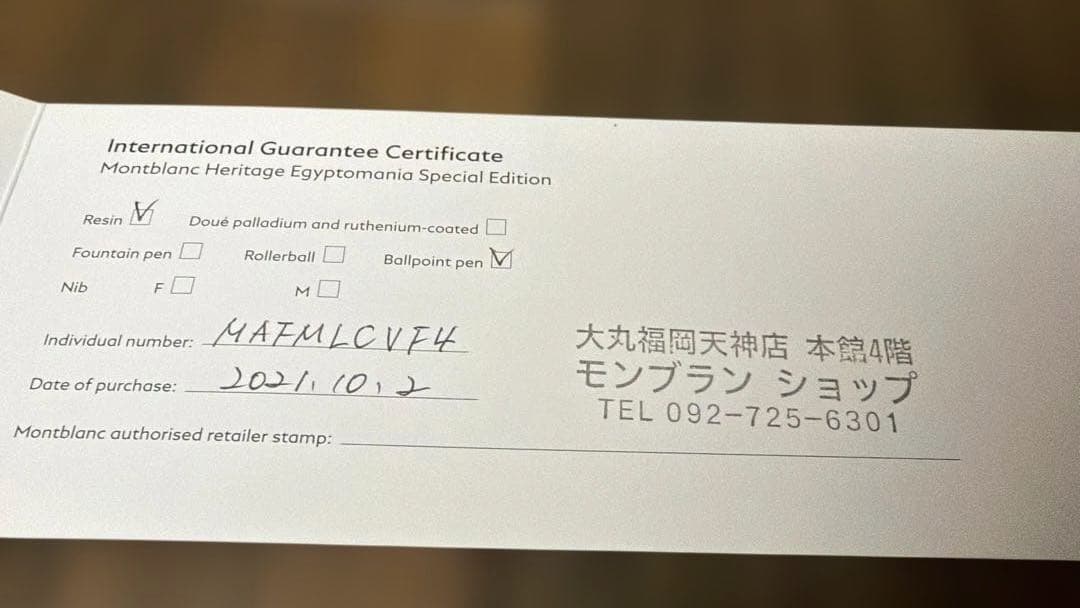 International Guarantee Certificate
Montblanc Heritage Egyptomania Special Edition
Resin Doué palladium and ruthenium-coated
Fountain pen Rollerball Ballpoint pen
Nib F M
Individual number: MAFMLCVF4
Date of purchase: 2021.10.2
大丸福岡天神店 本館4階
モンブラン ショップ
TEL 092-725-6301
Montblanc authorised retailer stamp: